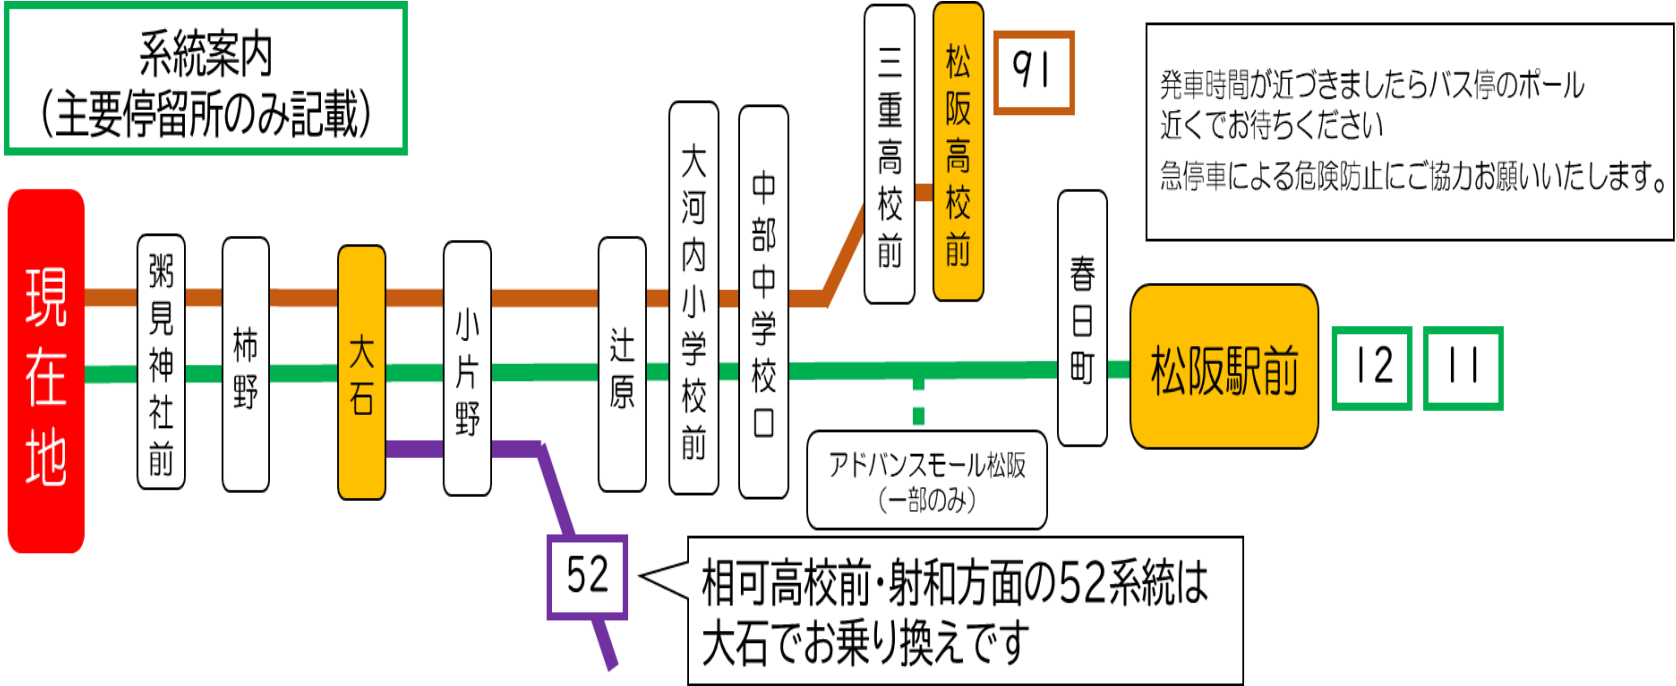 系統案内
（主要停留所のみ記載）
現在地
粥見神社前
柿野
大石
小片野
辻原
大河内小学校前
中部中学校口
三重高校前
松阪高校前
91
発車時間が近づきましたらバス停のポール
近くでお待ちください
急停車による危険防止にご協力お願いいたします。
春日町
松阪駅前
12
11
アドバンスモール松阪
（一部のみ）
52
相可高校前・射和方面の52系統は
大石でお乗り換えです